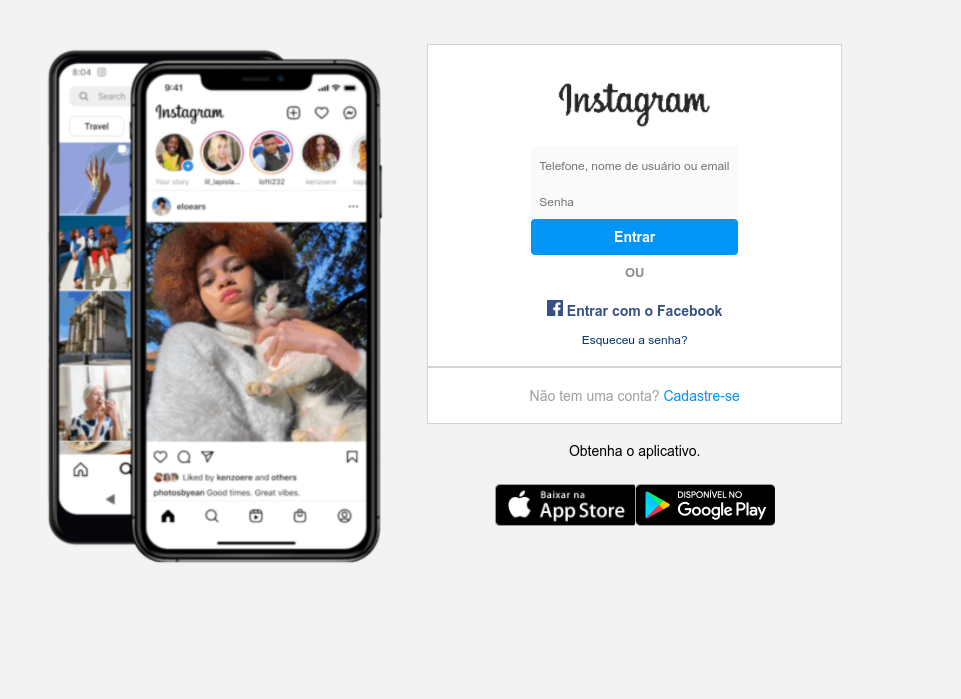 8:04
Search
Travel
9:41
Instagram
Your story
lil_lapisla...
lofti232
kenzoere
eloears
Liked by kenzoere and others
photosbyean Good times. Great vibes.
Instagram
Telefone, nome de usuário ou email
Senha
Entrar
OU
Entrar com o Facebook
Esqueceu a senha?
Não tem uma conta? Cadastre-se
Obtenha o aplicativo.
Baixar na
App Store
DISPONÍVEL NO
Google Play